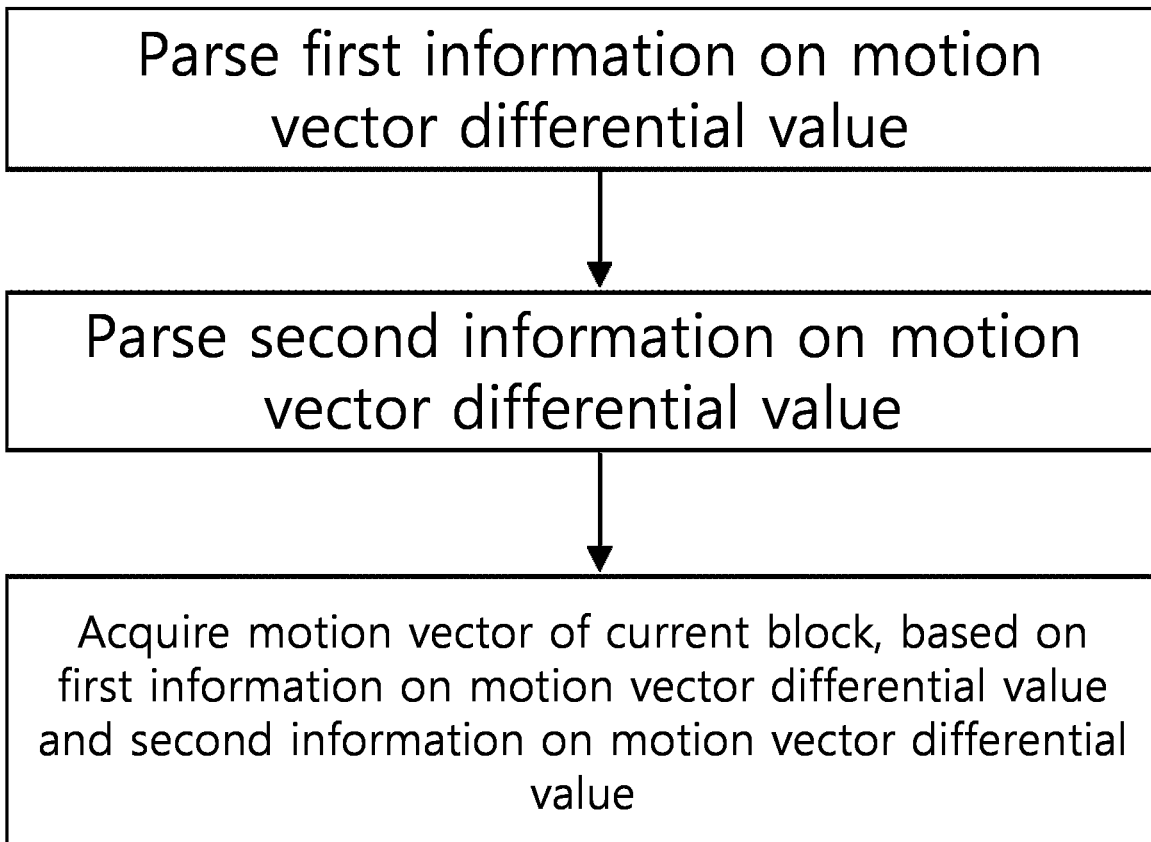 Parse first information on motion
vector differential value
Parse second information on motion
vector differential value
Acquire motion vector of current block, based on
first information on motion vector differential value
and second information on motion vector differential
value